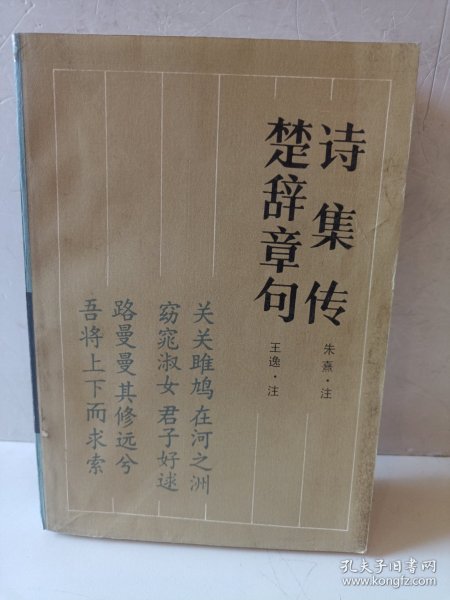 诗集传
楚辞章句
朱熹·注
王逸·注
关关雎鸠在河之洲
窈窕淑女君子好逑
路曼曼其修远兮
吾将上下而求索
孔夫子旧书网
www.kongfz.com